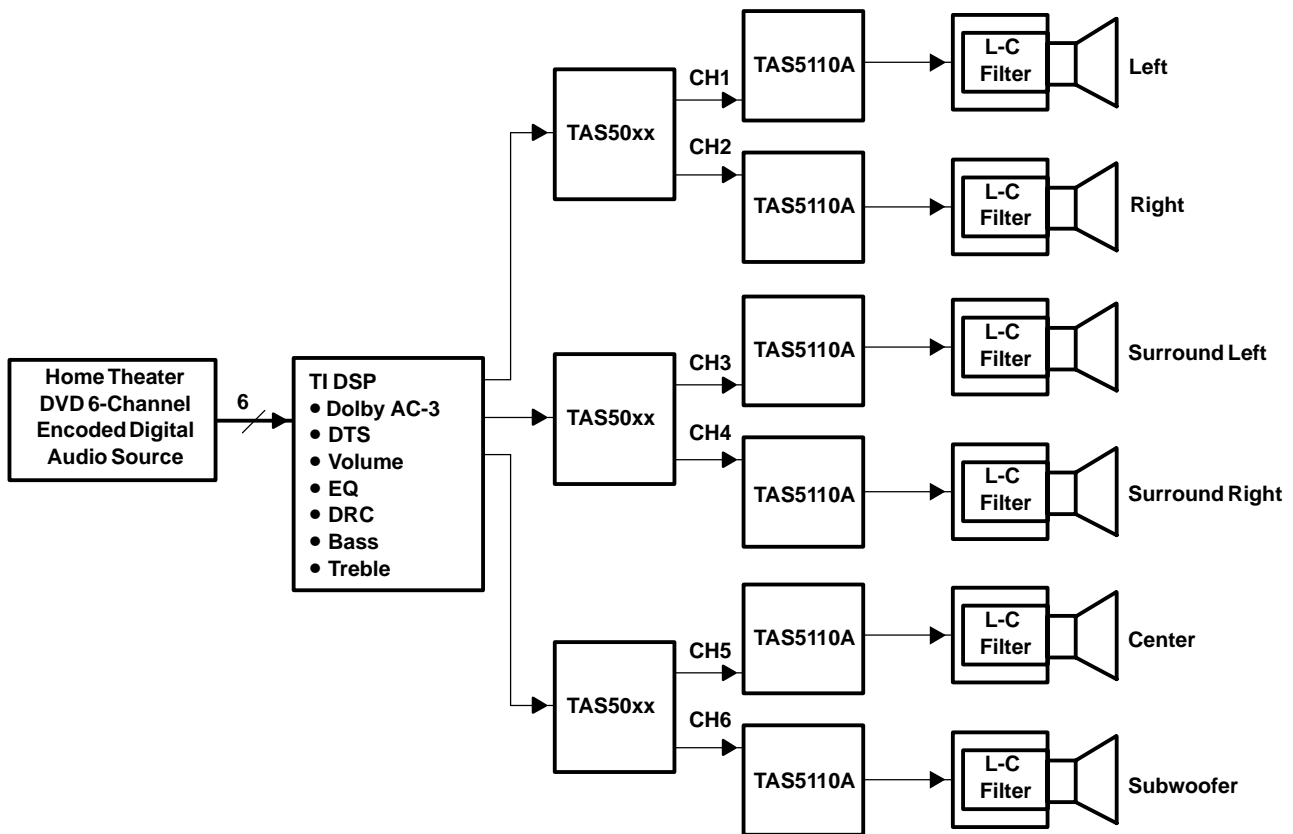 Home Theater
DVD 6-Channel
Encoded Digital
Audio Source
6
TI DSP
● Dolby AC-3
● DTS
● Volume
● EQ
● DRC
● Bass
● Treble
TAS50xx
CH1
CH2
TAS5110A
L-C
Filter
Left
TAS5110A
L-C
Filter
Right
TAS50xx
CH3
CH4
TAS5110A
L-C
Filter
Surround Left
TAS5110A
L-C
Filter
Surround Right
TAS50xx
CH5
CH6
TAS5110A
L-C
Filter
Center
TAS5110A
L-C
Filter
Subwoofer